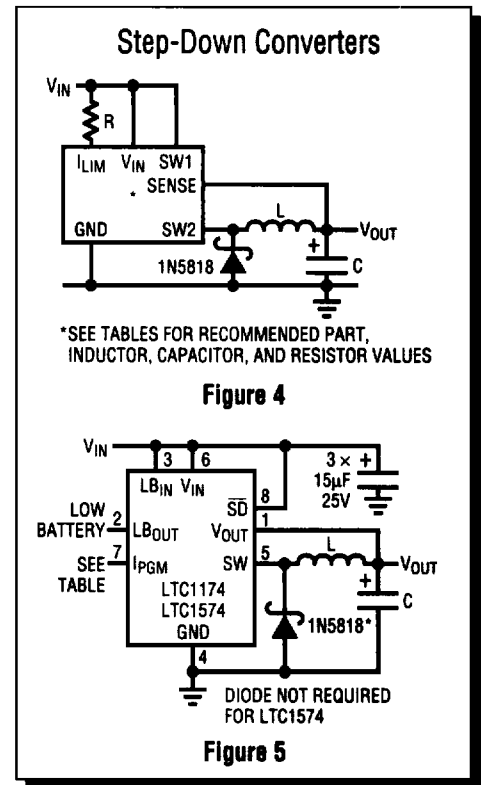 Step-Down Converters
VIN
R
ILIM VIN SW1
*
SENSE
GND
SW2
L
VOUT
+
1N5818
C
*SEE TABLES FOR RECOMMENDED PART,
INDUCTOR, CAPACITOR, AND RESISTOR VALUES
Figure 4
VIN
3 6
LBIN VIN
3 × +
15µF
25V
SD 8
LOW
BATTERY 2 LBOUT
VOUT 1
SEE
TABLE
7 IPGM
SW 5
L
VOUT
LTC1174
LTC1574
+
C
1N5818*
GND
4
DIODE NOT REQUIRED
FOR LTC1574
Figure 5